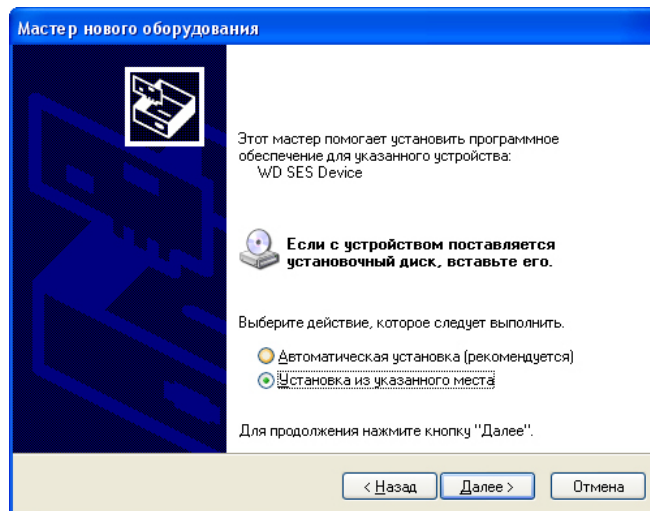 Мастер нового оборудования
Этот мастер помогает установить программное
обеспечение для указанного устройства:
WD SES Device
Если с устройством поставляется
установочный диск, вставьте его.
Выберите действие, которое следует выполнить.
Автоматическая установка (рекомендуется)
Установка из указанного места
Для продолжения нажмите кнопку "Далее".
< Назад Далее > Отмена